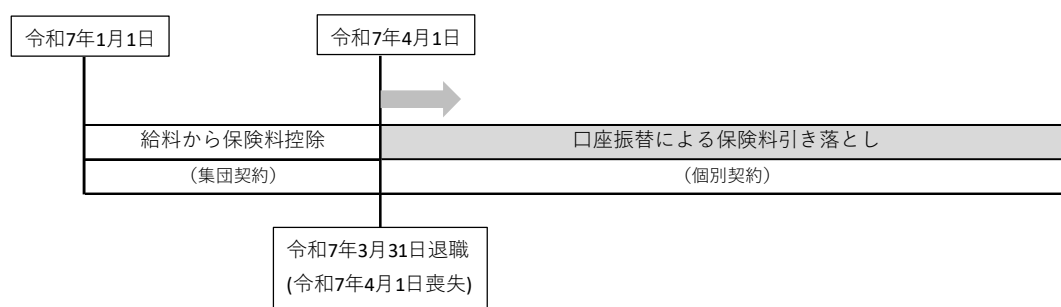 令和7年1月1日
令和7年4月1日
給料から保険料控除
口座振替による保険料引き落とし
（集団契約）
（個別契約）
令和7年3月31日退職
(令和7年4月1日喪失)